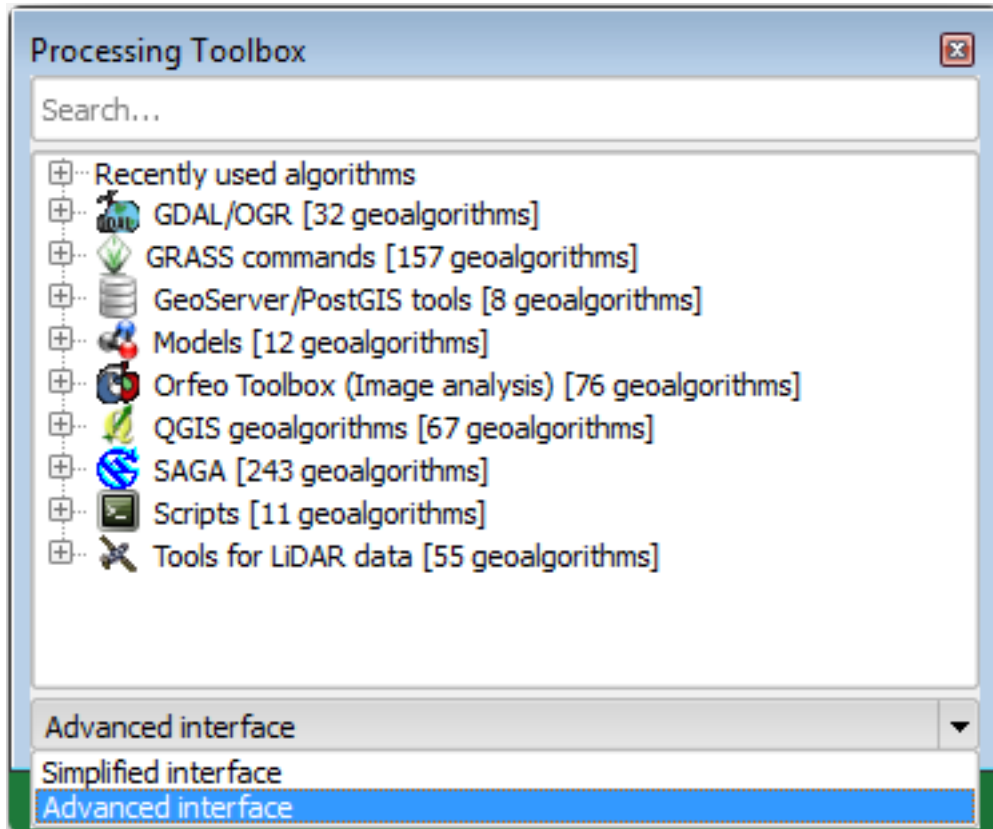 Processing Toolbox
Search...
Recently used algorithms
GDAL/OGR [32 geoalgorithms]
GRASS commands [157 geoalgorithms]
GeoServer/PostGIS tools [8 geoalgorithms]
Models [12 geoalgorithms]
Orfeo Toolbox (Image analysis) [76 geoalgorithms]
QGIS geoalgorithms [67 geoalgorithms]
SAGA [243 geoalgorithms]
Scripts [11 geoalgorithms]
Tools for LiDAR data [55 geoalgorithms]
Advanced interface
Simplified interface
Advanced interface